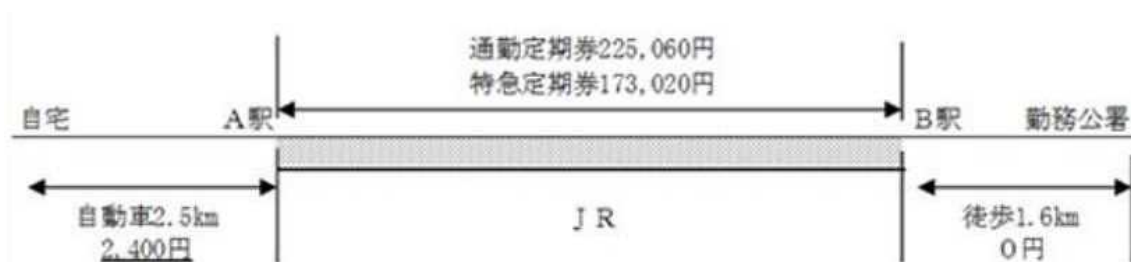 通勤定期券225,060円
特急定期券173,020円
自宅 A駅 B駅 勤務公署
自動車2.5km JR 徒歩1.6km
2,400円 0円